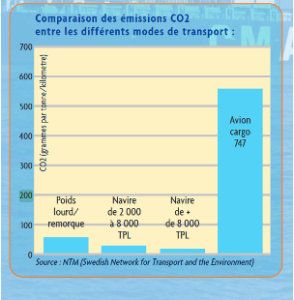 Comparaison des émissions CO2
entre les différents modes de transport :
CMA
700
600
500
400
300
200
100
0
CO2 (grammes par tonne/kilomètre)
Poids
lourd/
remorque
Navire
de 2 000
à 8 000
TPL
Navire
de +
de 8 000
TPL
Avion
cargo
747
Source : NTM (Swedish Network for Transport and the Environment)